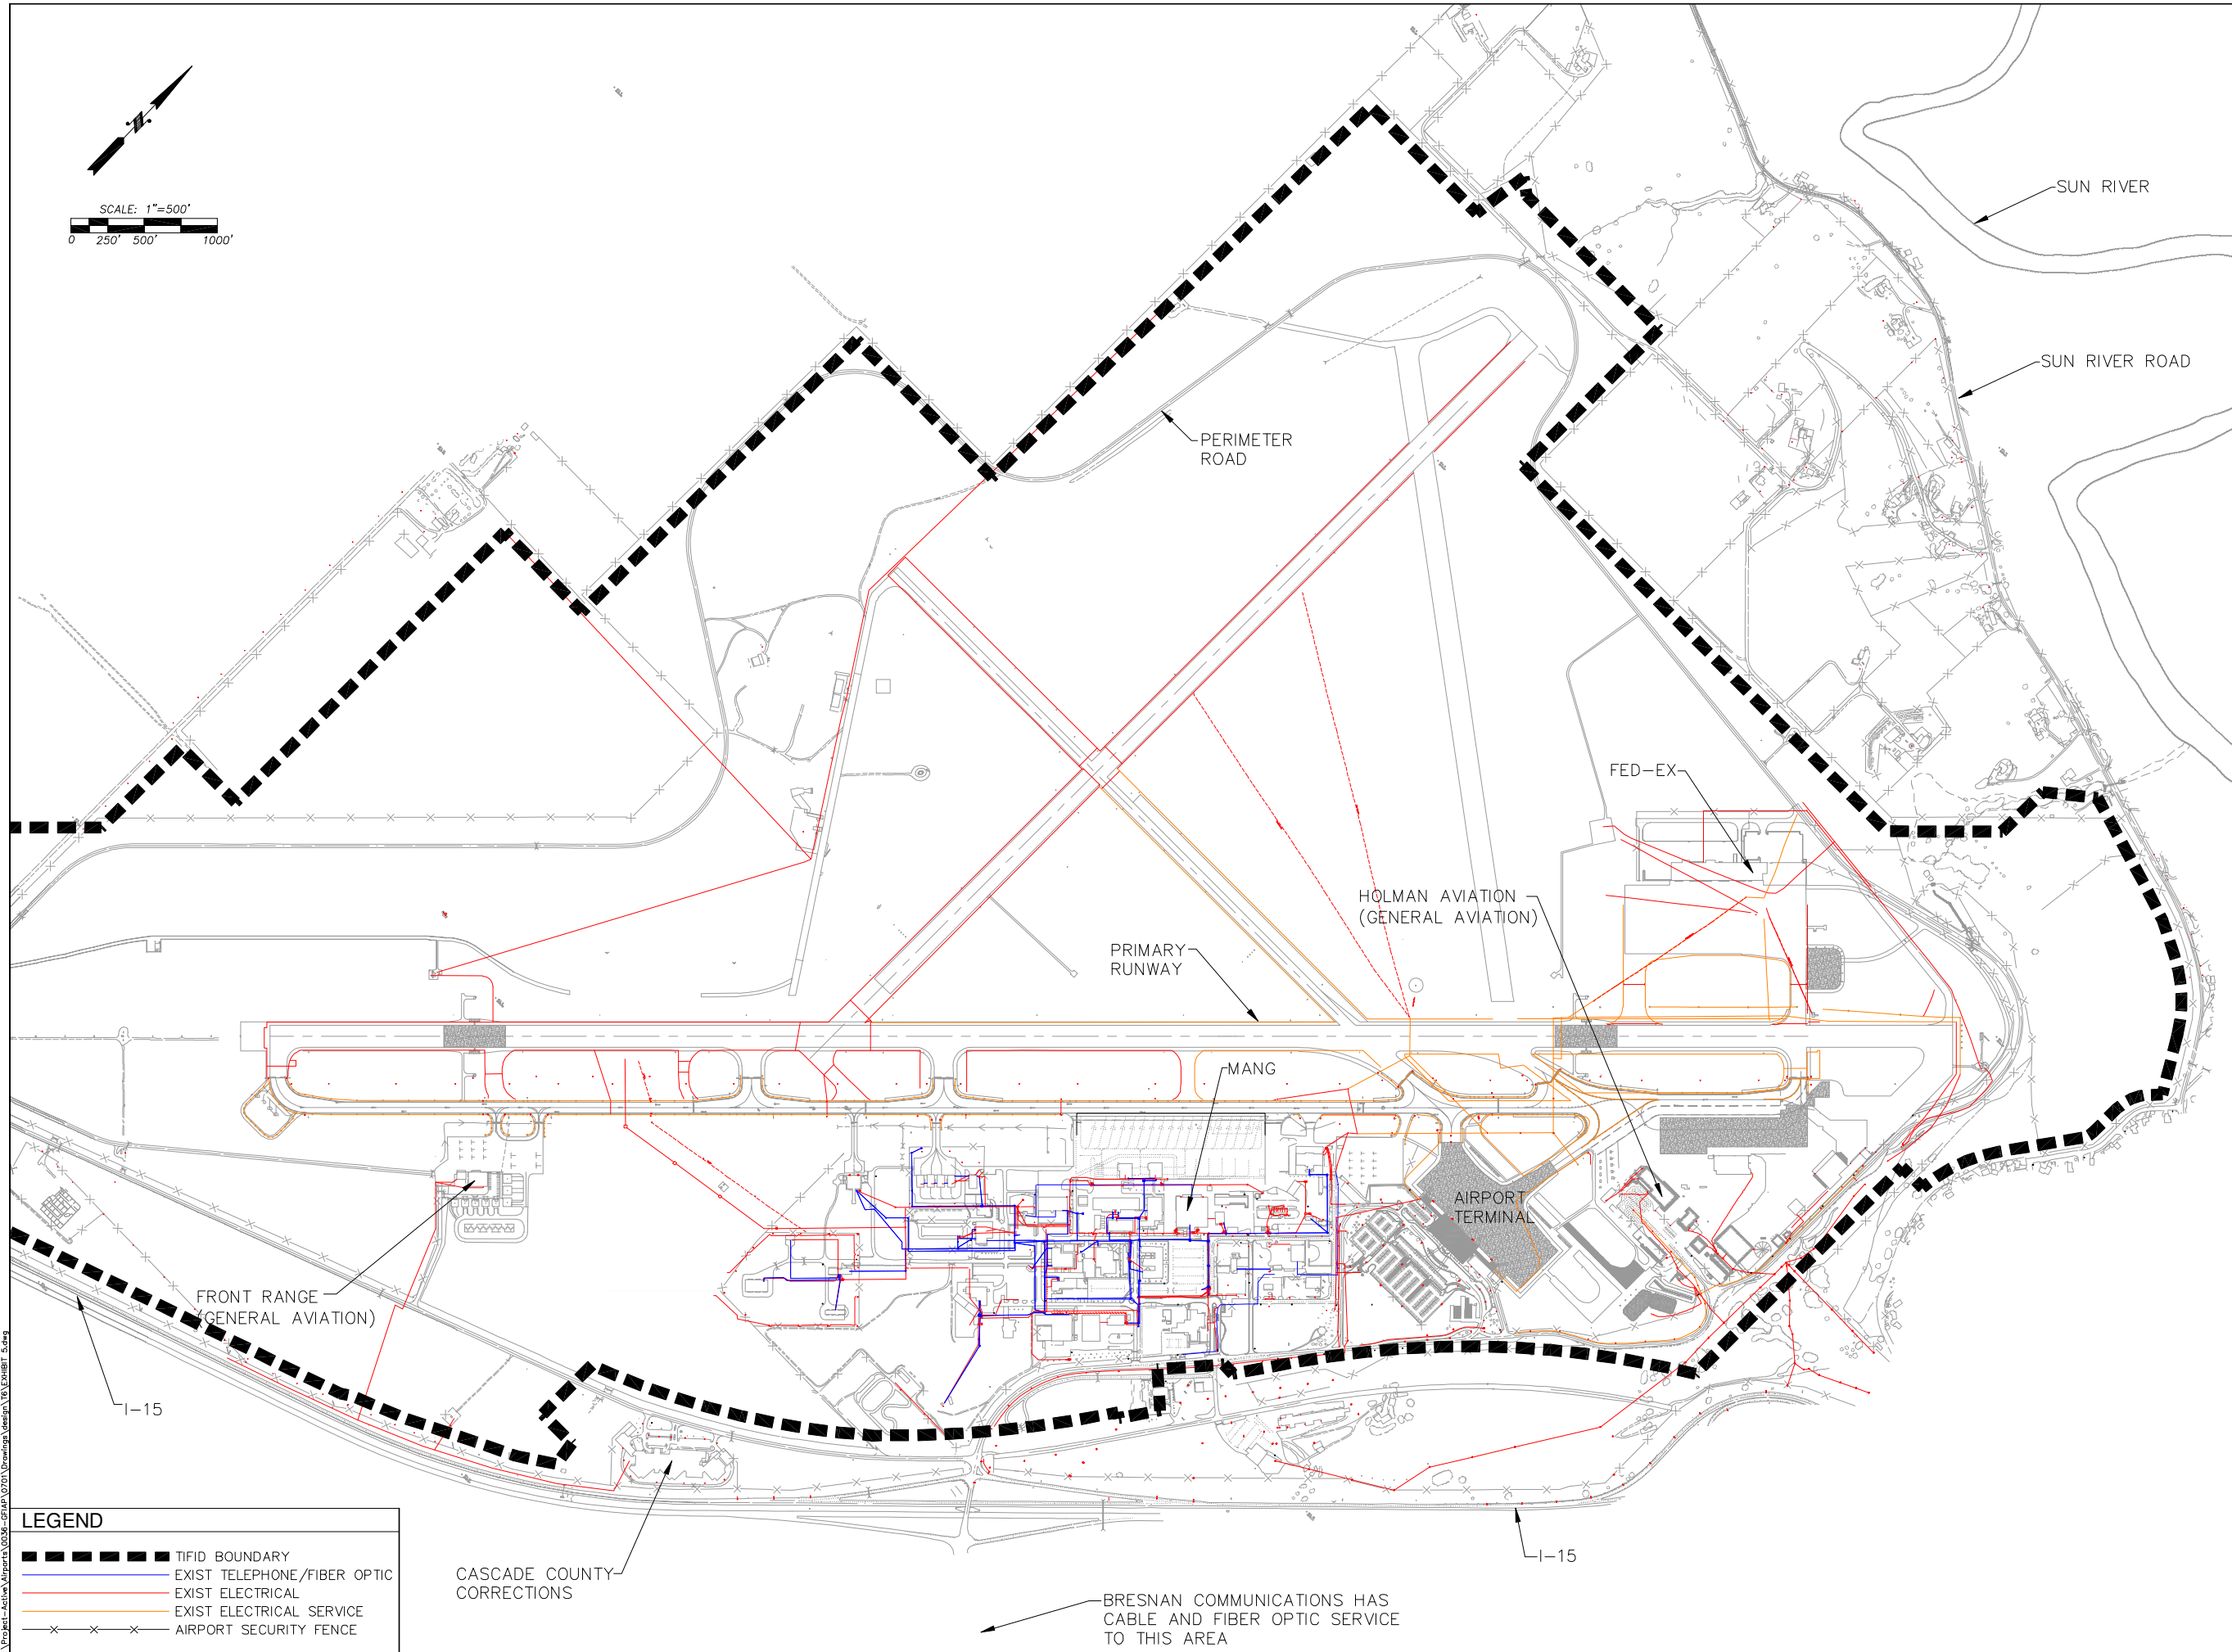 SCALE: 1"=500'
0 250' 500' 1000'
SUN RIVER
SUN RIVER ROAD
PERIMETER
ROAD
FED-EX
HOLMAN AVIATION
(GENERAL AVIATION)
PRIMARY
RUNWAY
MANG
AIRPORT
TERMINAL
FRONT RANGE
(GENERAL AVIATION)
I-15
I-15
CASCADE COUNTY
CORRECTIONS
BRESNAN COMMUNICATIONS HAS
CABLE AND FIBER OPTIC SERVICE
TO THIS AREA
LEGEND
TIFID BOUNDARY
EXIST TELEPHONE/FIBER OPTIC
EXIST ELECTRICAL
EXIST ELECTRICAL SERVICE
AIRPORT SECURITY FENCE